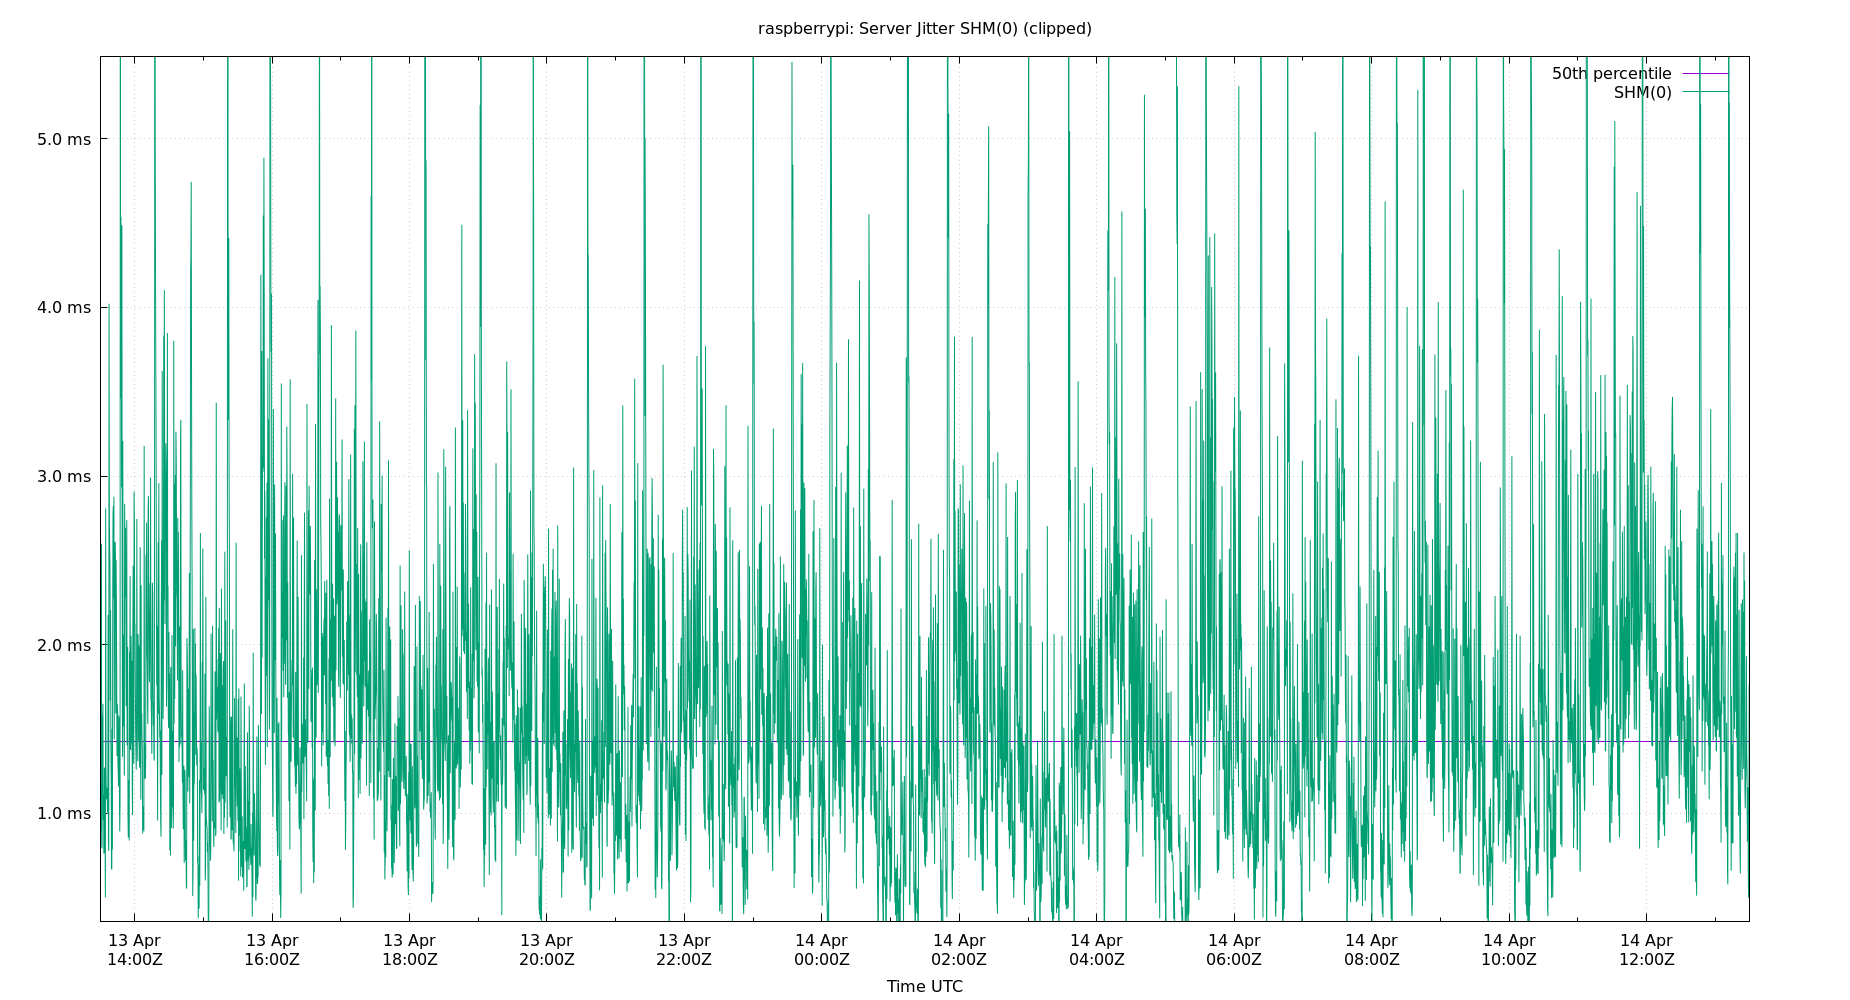 raspberrypi: Server Jitter SHM(0) (clipped)
50th percentile
SHM(0)
5.0 ms
4.0 ms
3.0 ms
2.0 ms
1.0 ms
13 Apr 13 Apr 13 Apr 13 Apr 13 Apr 14 Apr 14 Apr 14 Apr 14 Apr 14 Apr 14 Apr 14 Apr
14:00Z 16:00Z 18:00Z 20:00Z 22:00Z 00:00Z 02:00Z 04:00Z 06:00Z 08:00Z 10:00Z 12:00Z
Time UTC